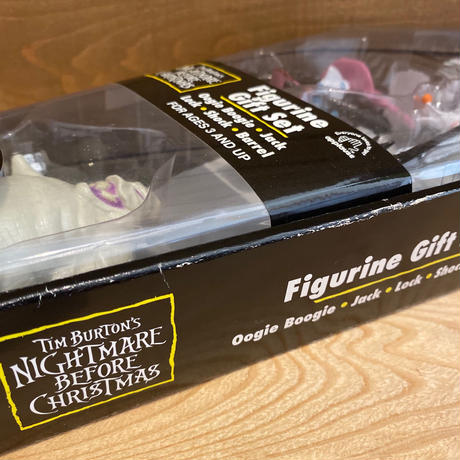 Figurine
Gift Set
Oogie Boogie • Jack
Lock • Shock • Barrel
FOR AGES 3 AND UP
Figurine Gift
Oogie Boogie • Jack • Lock • Shoc
TIM BURTON'S
NIGHTMARE
BEFORE
CHRISTMAS